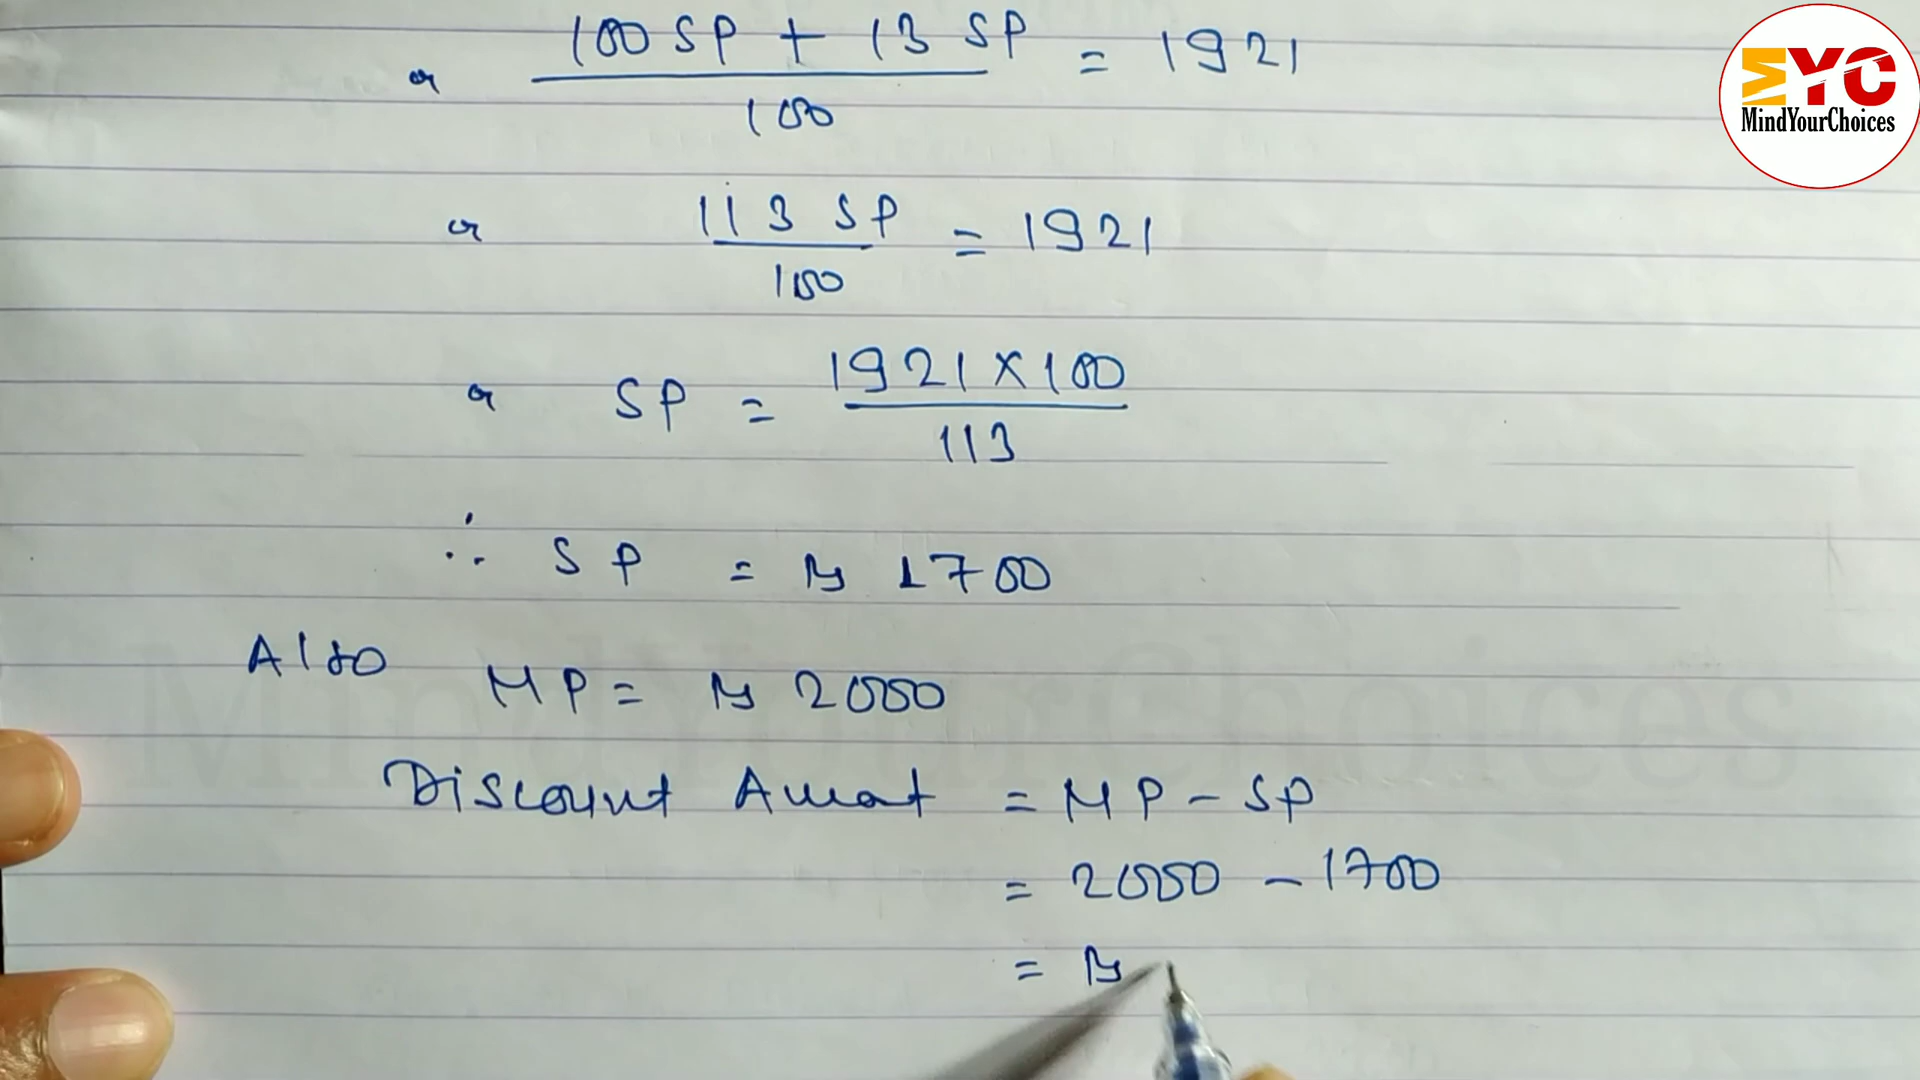 100 SP + 13 SP
or = 1921
100
MYC
MindYourChoices
113 SP
or = 1921
100
1921 × 100
or SP =
113
∴ SP = Rs 1700
Also MP = Rs 2000
MindYourChoices
Discount Amount = MP - SP
= 2000 - 1700
= Rs